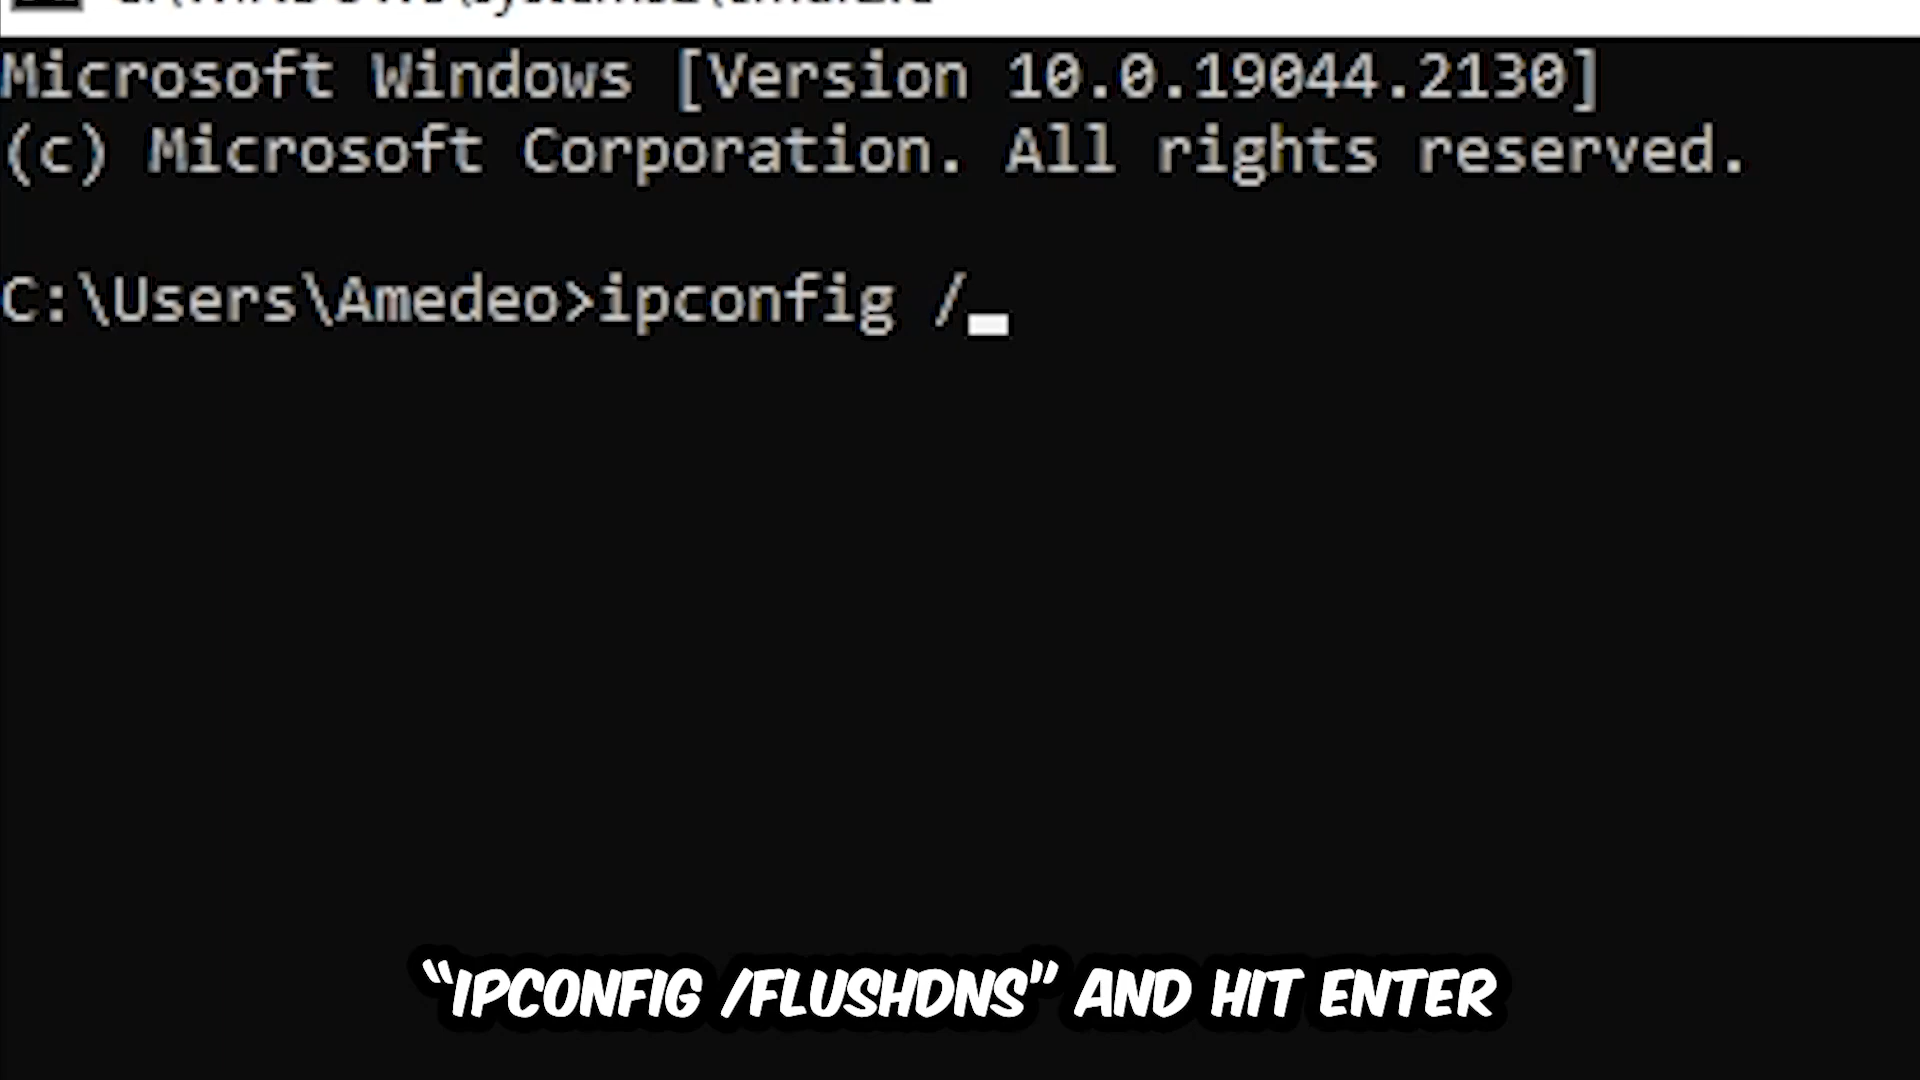 Microsoft Windows [Version 10.0.19044.2130]
(c) Microsoft Corporation. All rights reserved.
C:\Users\Amedeo>ipconfig /
“IPCONFIG /FLUSHDNS” AND HIT ENTER